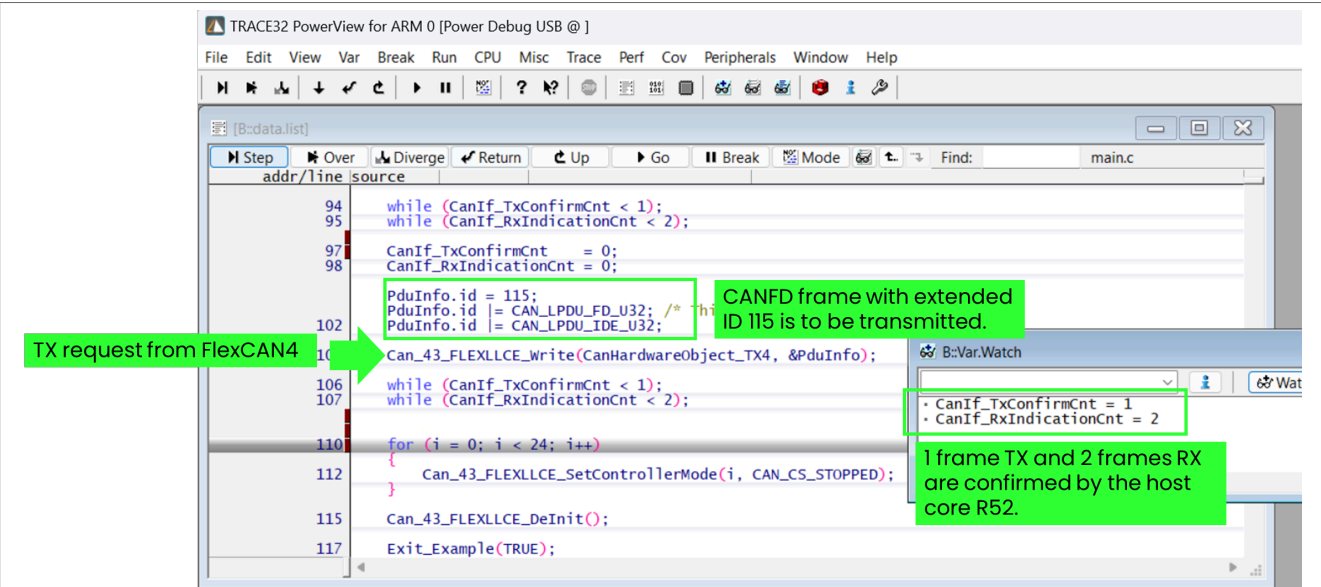 TRACE32 PowerView for ARM 0 [Power Debug USB @ ]
File Edit View Var Break Run CPU Misc Trace Perf Cov Peripherals Window Help
[B::data.list]
Step Over Diverge Return Up Go Break Mode Find: main.c
addr/line source
94 while (CanIf_TxConfirmCnt < 1);
95 while (CanIf_RxIndicationCnt < 2);
97 CanIf_TxConfirmCnt = 0;
98 CanIf_RxIndicationCnt = 0;
PduInfo.id = 115;
PduInfo.id |= CAN_LPDU_FD_U32; /* Thi
102 PduInfo.id |= CAN_LPDU_IDE_U32;
CANFD frame with extended
ID 115 is to be transmitted.
TX request from FlexCAN4
Can_43_FLEXLLCE_Write(CanHardwareObject_TX4, &PduInfo);
106 while (CanIf_TxConfirmCnt < 1);
107 while (CanIf_RxIndicationCnt < 2);
110 for (i = 0; i < 24; i++)
{
112 Can_43_FLEXLLCE_SetControllerMode(i, CAN_CS_STOPPED);
}
115 Can_43_FLEXLLCE_DeInit();
117 Exit_Example(TRUE);
B::Var.Watch
Wat
CanIf_TxConfirmCnt = 1
CanIf_RxIndicationCnt = 2
1 frame TX and 2 frames RX
are confirmed by the host
core R52.